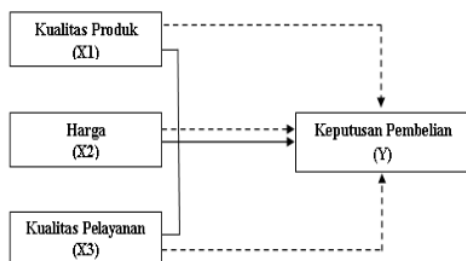 Kualitas Produk
(X1)
Harga
(X2)
Keputusan Pembelian
(Y)
Kualitas Pelayanan
(X3)